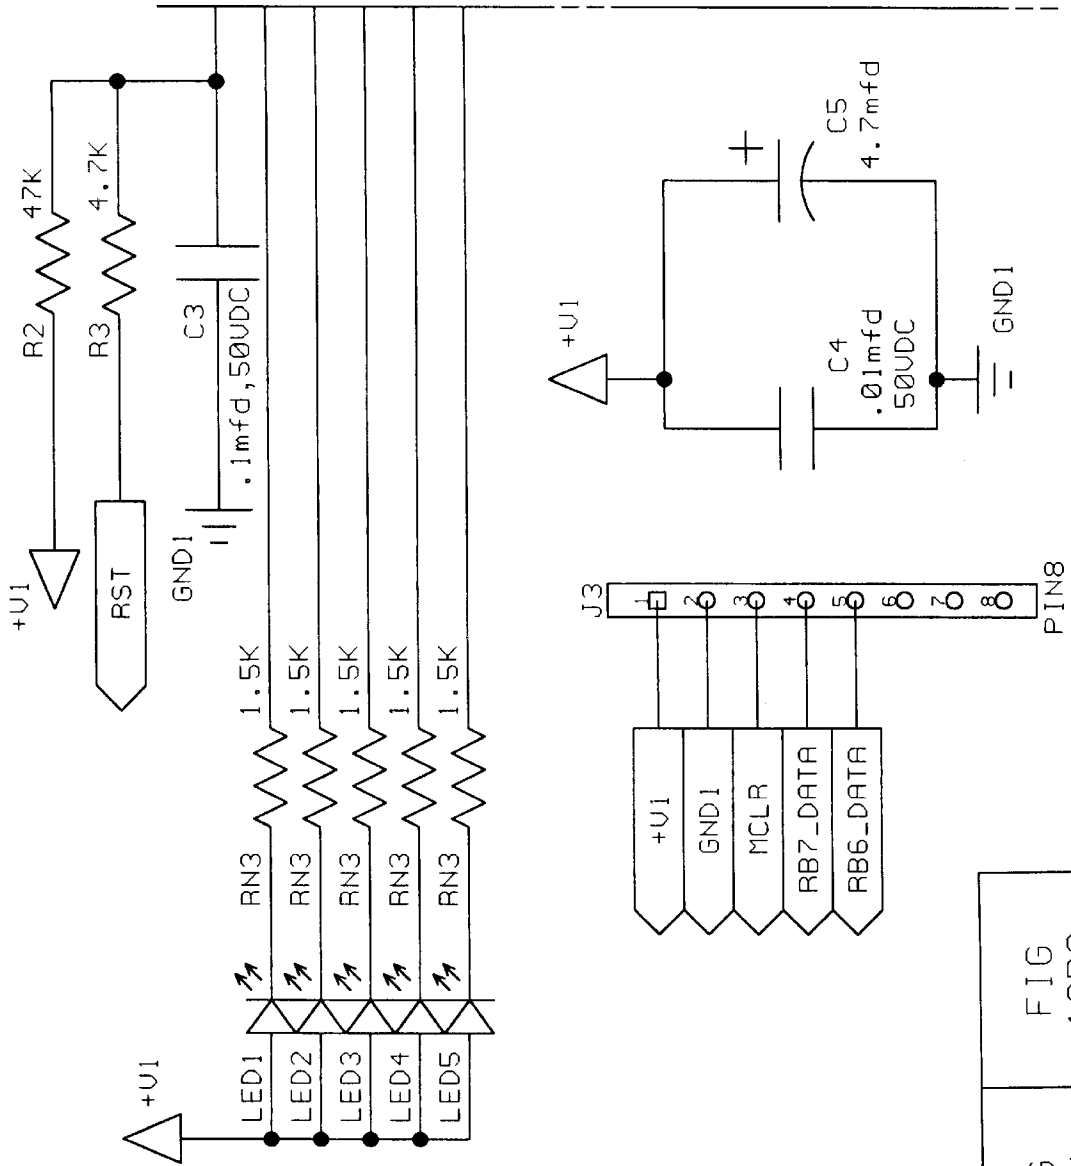 +V1
R2 47K
RST
R3 4.7K
GND1
C3
.1mfd,50VDC
+V1
LED1 RN3 1.5K
LED2 RN3 1.5K
LED3 RN3 1.5K
LED4 RN3 1.5K
LED5 RN3 1.5K
+V1
C4
.01mfd
50VDC
+
C5
4.7mfd
GND1
J3
1
2
3
4
5
6
7
8
PIN8
+V1
GND1
MCLR
RB7_DATA
RB6_DATA
FIG